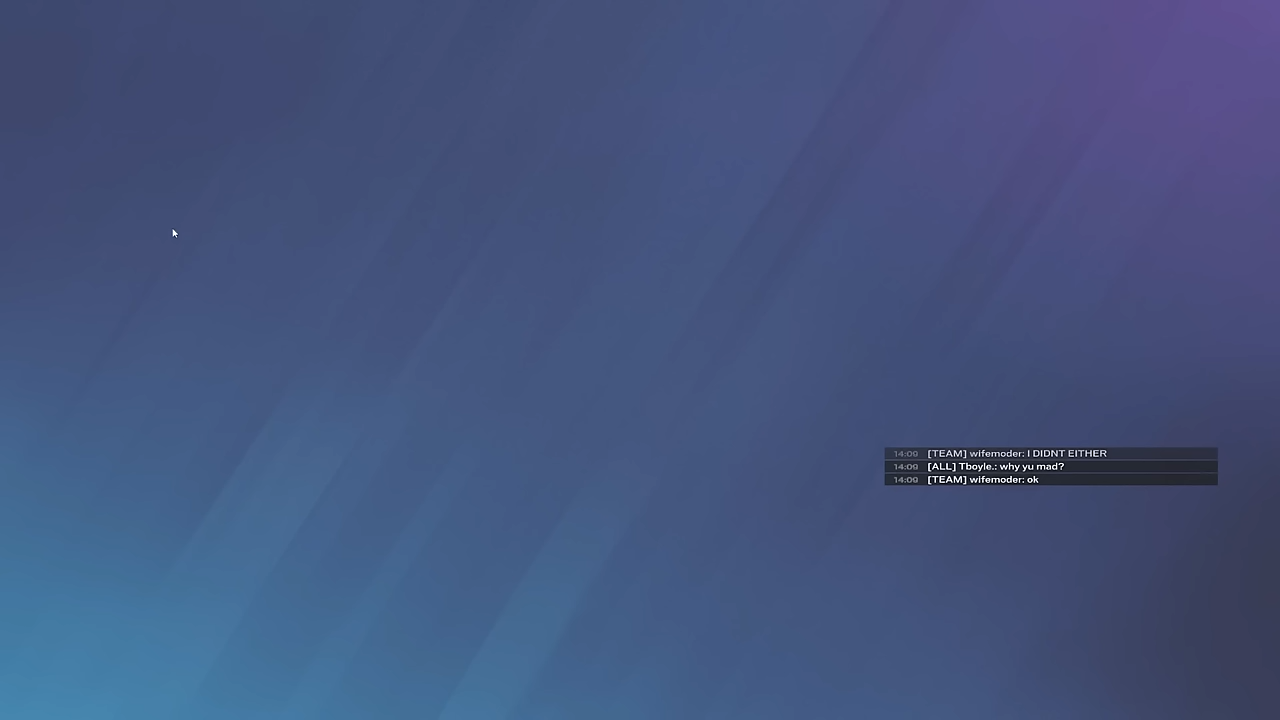 14:09 [TEAM] wifemoder: I DIDNT EITHER
14:09 [ALL] Tboyle.: why yu mad?
14:09 [TEAM] wifemoder: ok